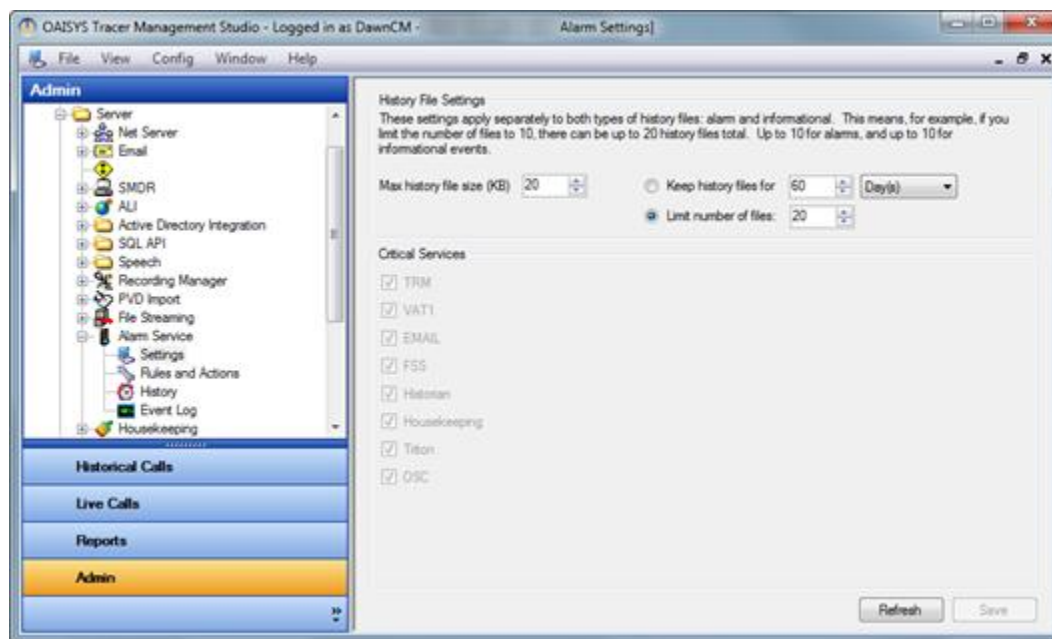 OAISYS Tracer Management Studio - Logged in as DawnCM - Alarm Settings]
File View Config Window Help
Admin
Server
Net Server
Email
SMDR
ALI
Active Directory Integration
SQL API
Speech
Recording Manager
PVD Import
File Streaming
Alarm Service
Settings
Rules and Actions
History
Event Log
Housekeeping
Historical Calls
Live Calls
Reports
Admin
History File Settings
These settings apply separately to both types of history files: alarm and informational. This means, for example, if you
limit the number of files to 10, there can be up to 20 history files total. Up to 10 for alarms, and up to 10 for
informational events.
Max history file size (KB) 20 Keep history files for 60 Day(s)
Limit number of files: 20
Critical Services
TRM
VAT1
EMAIL
FSS
Historian
Housekeeping
Triton
OSC
Refresh Save